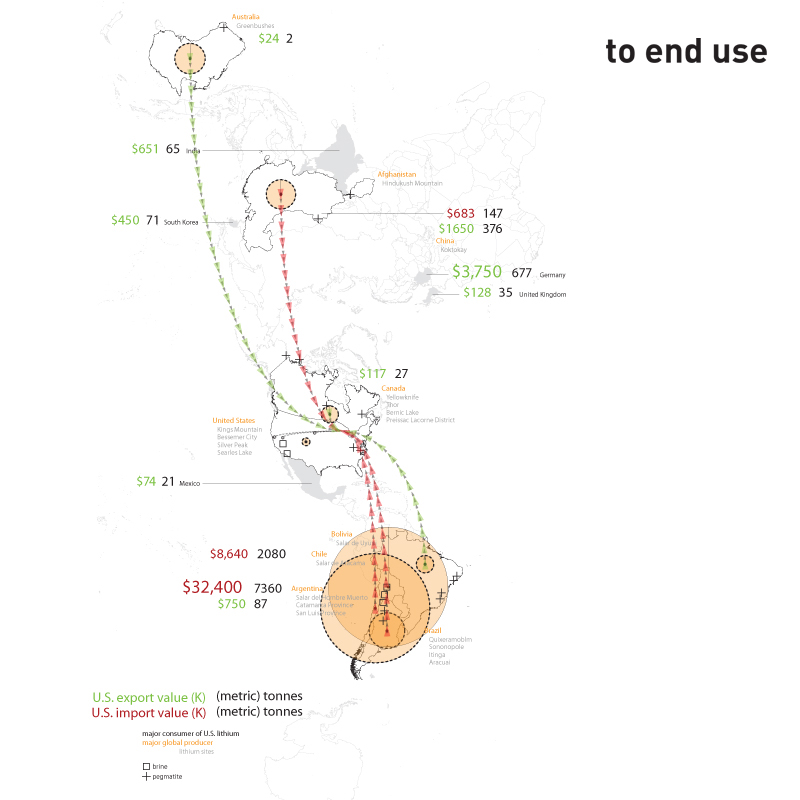 to end use
Australia
Greenbushes
$24 2
$651 65 India
Afghanistan
Hindukush Mountain
$683 147
$1650 376
China
Koktokay
$450 71 South Korea
$3,750 677 Germany
$128 35 United Kingdom
$117 27
Canada
Yellowknife
Thor
Bernic Lake
Preissac Lacorne District
United States
Kings Mountain
Bessemer City
Silver Peak
Searles Lake
$74 21 Mexico
Bolivia
Salar de Uyuni
$8,640 2080
Chile
Salar de Atacama
$32,400 7360
$750 87
Argentina
Salar del Hombre Muerto
Catamarca Province
San Luis Province
Brazil
Quixeramobim
Sononopole
Itinga
Aracuai
U.S. export value (K) (metric) tonnes
U.S. import value (K) (metric) tonnes
major consumer of U.S. lithium
major global producer
lithium sites
brine
pegmatite